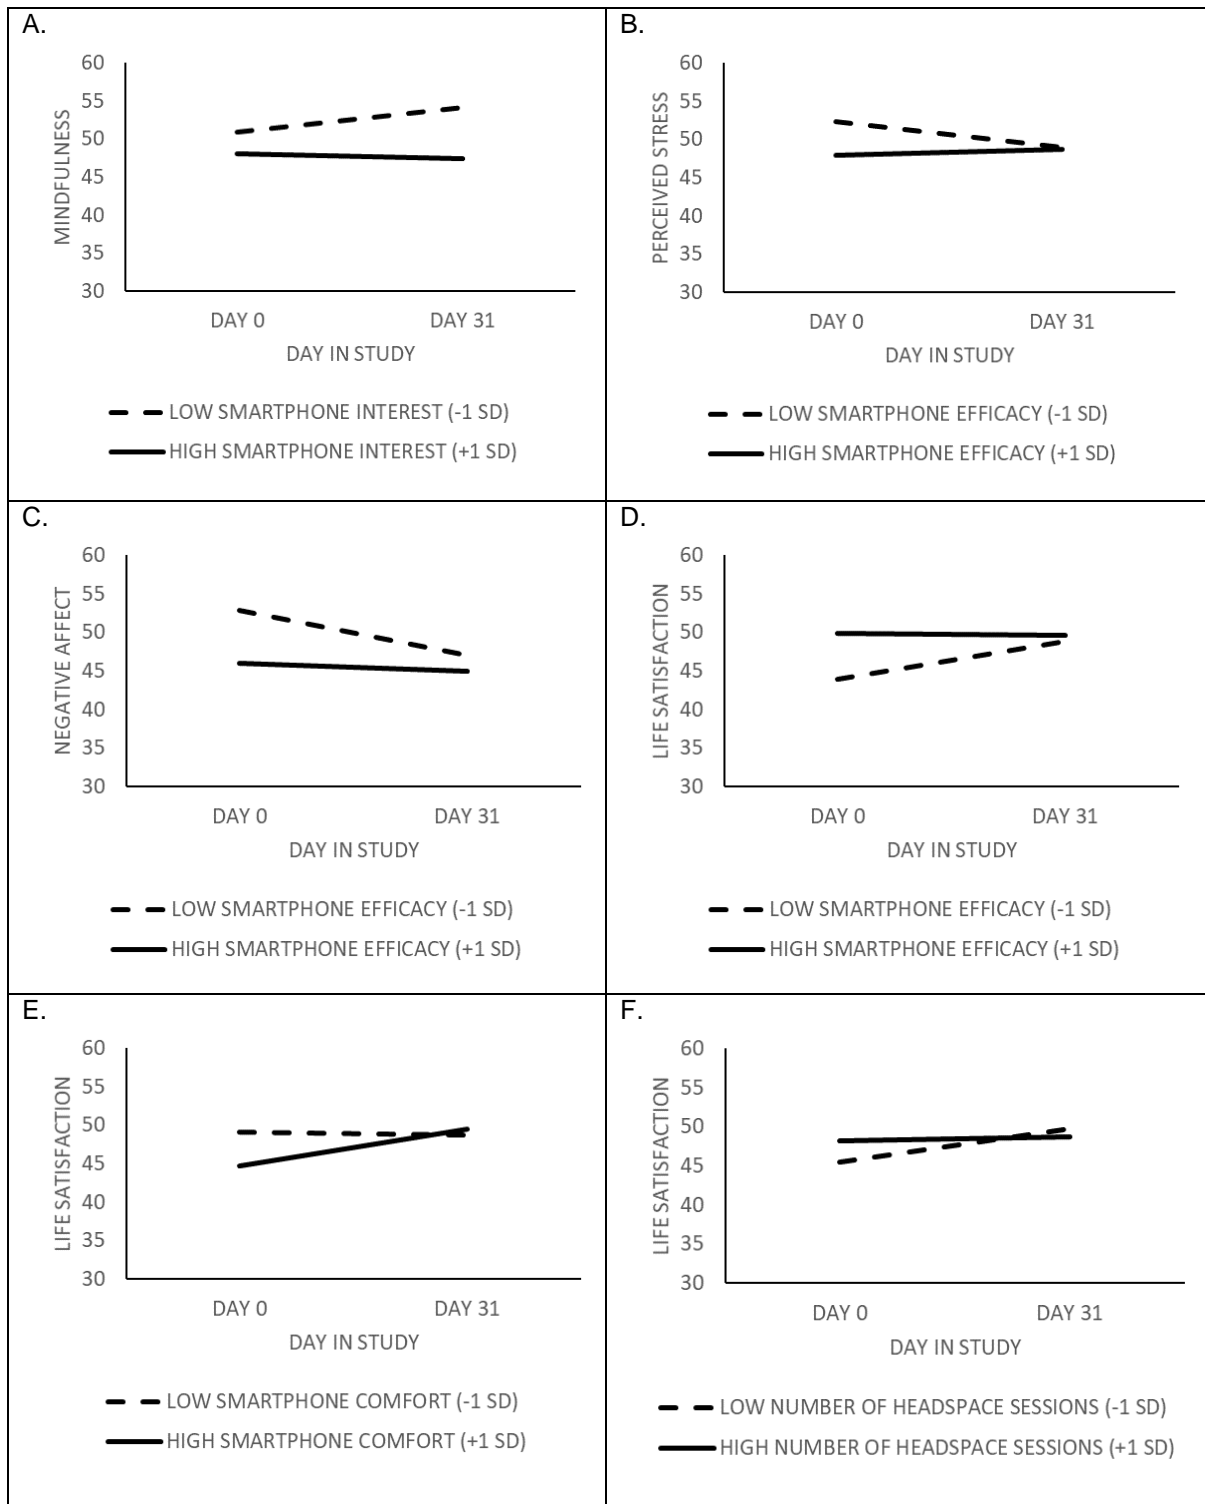 A.
60
55
50
45
40
35
30
MINDFULNESS
DAY 0 DAY 31
DAY IN STUDY
LOW SMARTPHONE INTEREST (-1 SD)
HIGH SMARTPHONE INTEREST (+1 SD)
B.
60
55
50
45
40
35
30
PERCEIVED STRESS
DAY 0 DAY 31
DAY IN STUDY
LOW SMARTPHONE EFFICACY (-1 SD)
HIGH SMARTPHONE EFFICACY (+1 SD)
C.
60
55
50
45
40
35
30
NEGATIVE AFFECT
DAY 0 DAY 31
DAY IN STUDY
LOW SMARTPHONE EFFICACY (-1 SD)
HIGH SMARTPHONE EFFICACY (+1 SD)
D.
60
55
50
45
40
35
30
LIFE SATISFACTION
DAY 0 DAY 31
DAY IN STUDY
LOW SMARTPHONE EFFICACY (-1 SD)
HIGH SMARTPHONE EFFICACY (+1 SD)
E.
60
55
50
45
40
35
30
LIFE SATISFACTION
DAY 0 DAY 31
DAY IN STUDY
LOW SMARTPHONE COMFORT (-1 SD)
HIGH SMARTPHONE COMFORT (+1 SD)
F.
60
55
50
45
40
35
30
LIFE SATISFACTION
DAY 0 DAY 31
DAY IN STUDY
LOW NUMBER OF HEADSPACE SESSIONS (-1 SD)
HIGH NUMBER OF HEADSPACE SESSIONS (+1 SD)